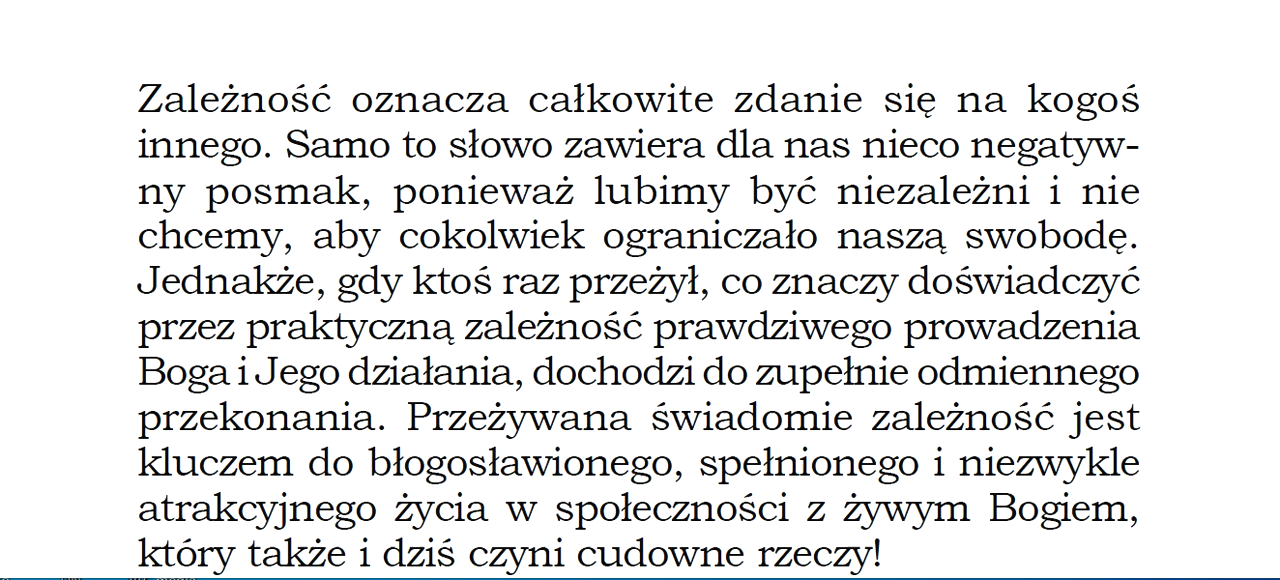 Zależność oznacza całkowite zdanie się na kogoś
innego. Samo to słowo zawiera dla nas nieco negatyw-
ny posmak, ponieważ lubimy być niezależni i nie
chcemy, aby cokolwiek ograniczało naszą swobodę.
Jednakże, gdy ktoś raz przeżył, co znaczy doświadczyć
przez praktyczną zależność prawdziwego prowadzenia
Boga i Jego działania, dochodzi do zupełnie odmiennego
przekonania. Przeżywana świadomie zależność jest
kluczem do błogosławionego, spełnionego i niezwykle
atrakcyjnego życia w społeczności z żywym Bogiem,
który także i dziś czyni cudowne rzeczy!